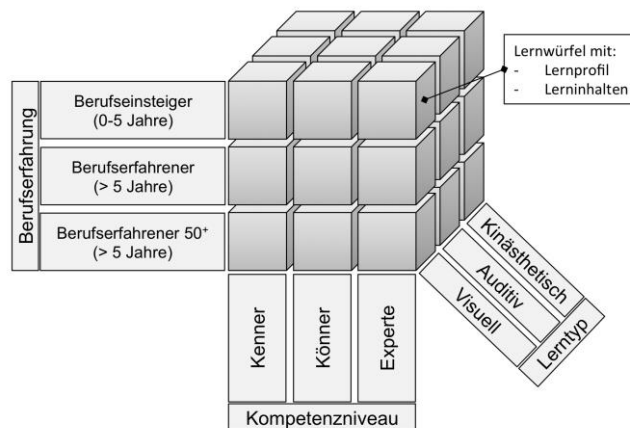 Lernwürfel mit:
- Lernprofil
- Lerninhalten
Berufserfahrung
Berufseinsteiger
(0-5 Jahre)
Berufserfahrener
(> 5 Jahre)
Berufserfahrener 50⁺
(> 5 Jahre)
Kenner
Könner
Experte
Kompetenzniveau
Visuell
Auditiv
Kinästhetisch
Lerntyp